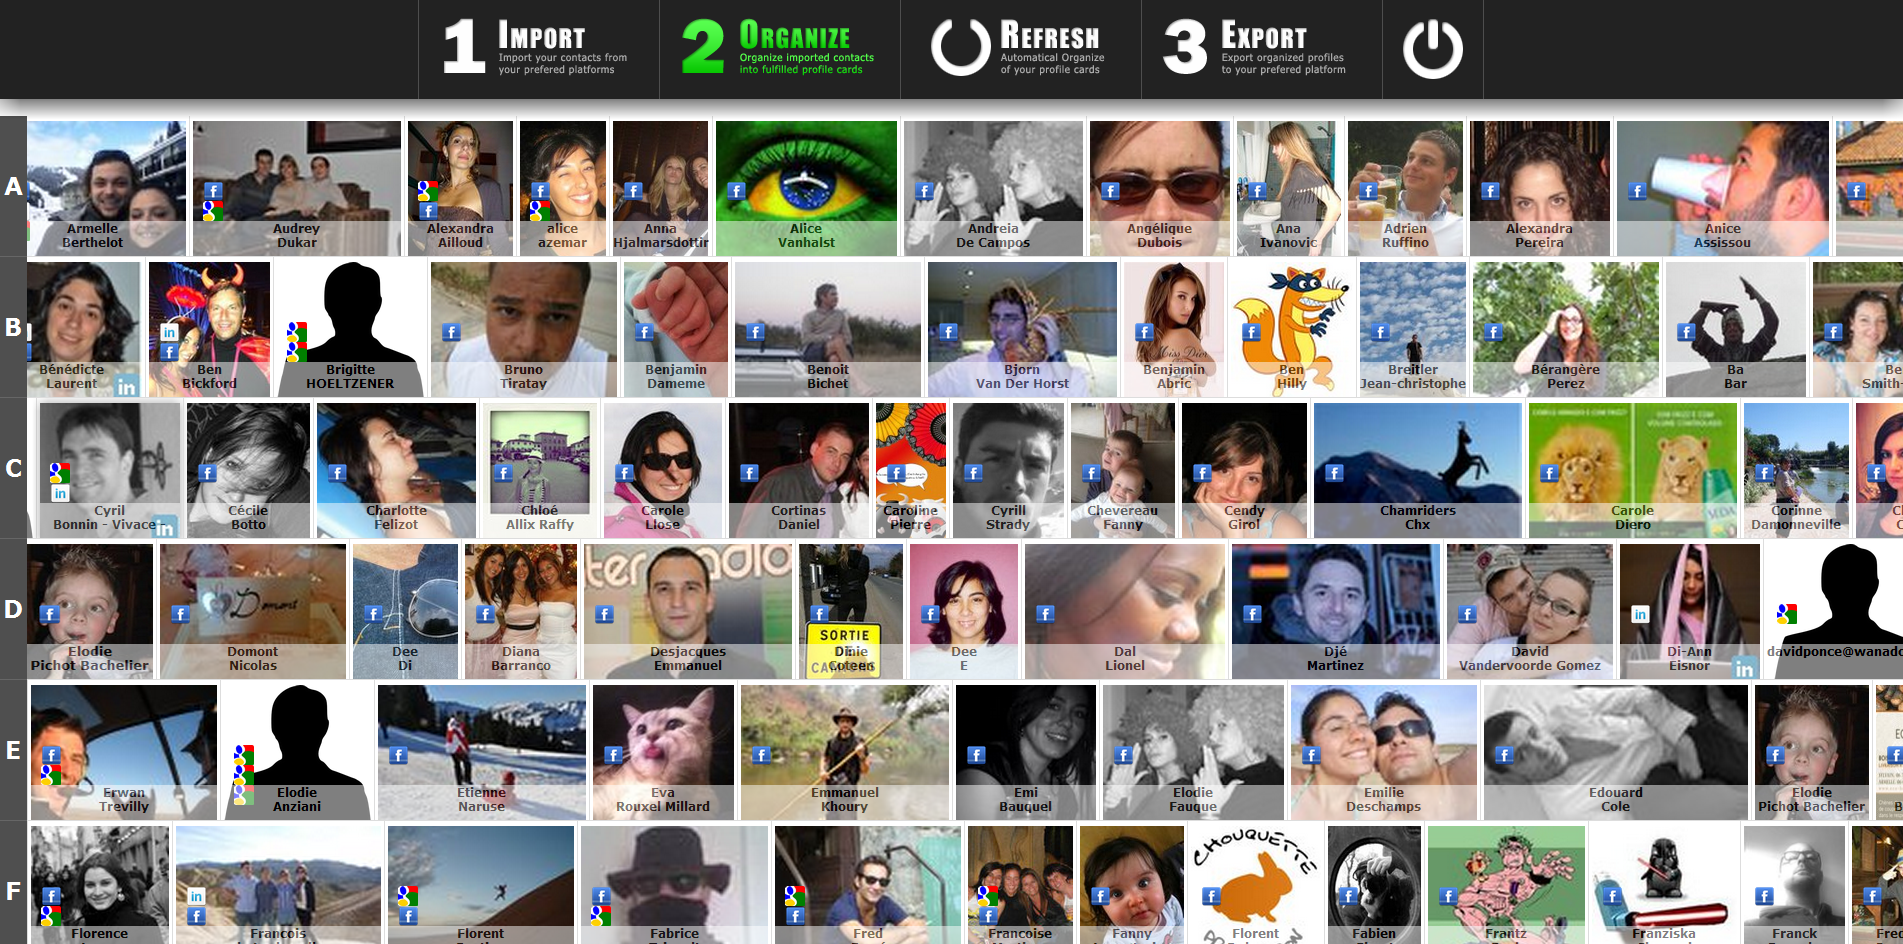 1 IMPORT
Import your contacts from
your prefered platforms
2 ORGANIZE
Organize imported contacts
into fulfilled profile cards
REFRESH
Automatical Organize
of your profile cards
3 EXPORT
Export organized profiles
to your prefered platform
A
Armelle
Berthelot
Audrey
Dukar
Alexandra
Ailloud
alice
azemar
Anna
Hjalmarsdottir
Alice
Vanhalst
Andreia
De Campos
Angélique
Dubois
Ana
Ivanovic
Adrien
Ruffino
Alexandra
Pereira
Anice
Assissou
B
Bénédicte
Laurent
Ben
Bickford
Brigitte
HOELTZENER
Bruno
Tiratay
Benjamin
Dameme
Benoit
Bichet
Bjorn
Van Der Horst
Miss Dior
Benjamin
Abric
Ben
Hilly
Breitler
Jean-christophe
Bérangère
Perez
Ba
Bar
Be
Smith-
C
Cyril
Bonnin - Vivace
Cécile
Botto
Charlotte
Felizot
Chloé
Allix Raffy
Carole
Liose
Cortinas
Daniel
Caroline
Pierre
Cyrill
Strady
Chevereau
Fanny
Cendy
Girol
Chamriders
Chx
Carole
Diero
Corinne
Damonneville
D
Elodie
Pichot Bachelier
Domont
Domont
Nicolas
Dee
Di
Diana
Barranco
Desjacques
Emmanuel
SORTIE
Coteen
Dee
E
Dal
Lionel
Djé
Martinez
David
Vandervoorde Gomez
Di-Ann
Eisnor
davidponce@wanado
E
Erwan
Trevilly
Elodie
Anziani
Etienne
Naruse
Eva
Rouxel Millard
Emmanuel
Khoury
Emi
Bauquel
Elodie
Fauque
Emilie
Deschamps
Edouard
Cole
Elodie
Pichot Bachelier
F
Florence
Francois
Florent
Fabrice
Fred
Francoise
Fanny
CHOUQUETTE
Florent
Fabien
Frantz
Franziska
Franck
Fred